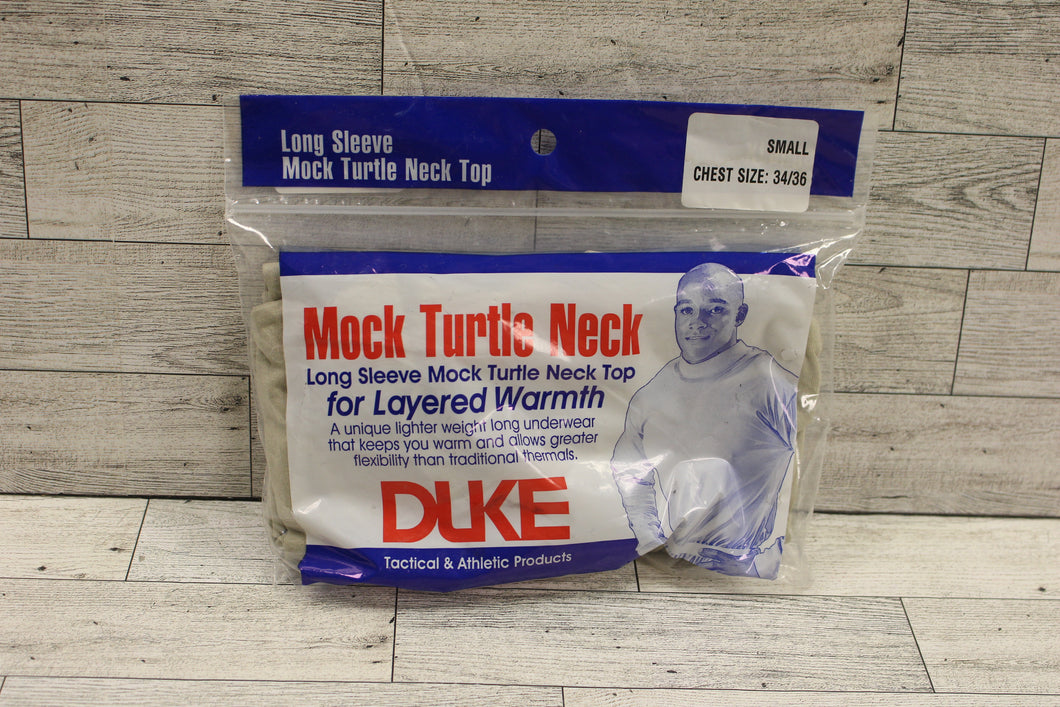 Long Sleeve
Mock Turtle Neck Top
SMALL
CHEST SIZE: 34/36
Mock Turtle Neck
Long Sleeve Mock Turtle Neck Top
for Layered Warmth
A unique lighter weight long underwear
that keeps you warm and allows greater
flexibility than traditional thermals.
DUKE
Tactical & Athletic Products